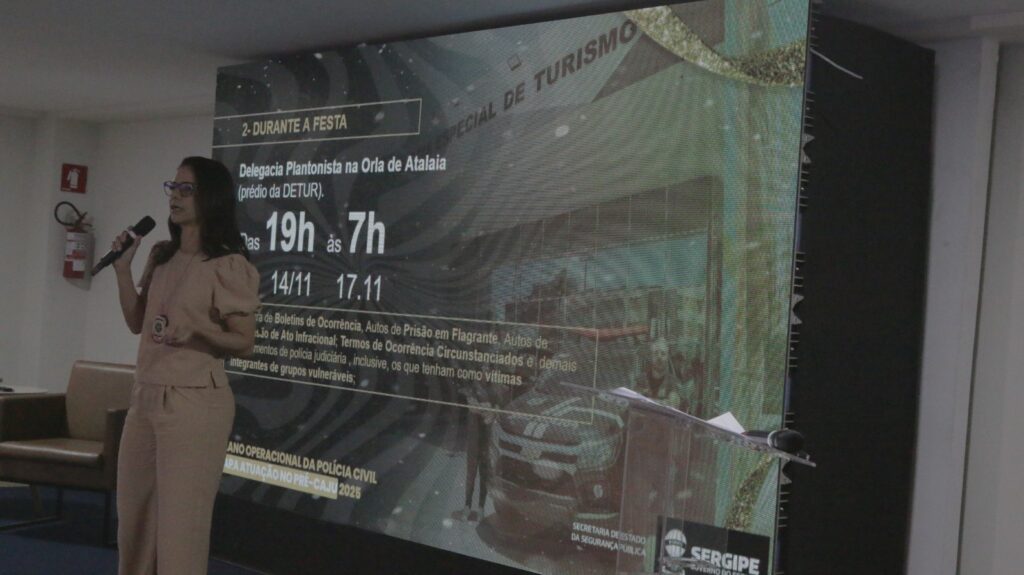 ESPECIAL DE TURISMO
2- DURANTE A FESTA
Delegacia Plantonista na Orla de Atalaia
(prédio da DETUR).
Das 19h às 7h
14/11 17.11
de Boletins de Ocorrência, Autos de Prisão em Flagrante, Autos de
de Ato Infracional, Termos de Ocorrência Circunstanciados e demais
de polícia judiciária, inclusive, os que tenham como vítimas
integrantes de grupos vulneráveis;
OPERACIONAL DA POLÍCIA CIVIL
ATUAÇÃO NO PRÉ-CAJU 2025
SECRETARIA DE ESTADO
DA SEGURANÇA PÚBLICA
SERGIPE
GOVERNO DO